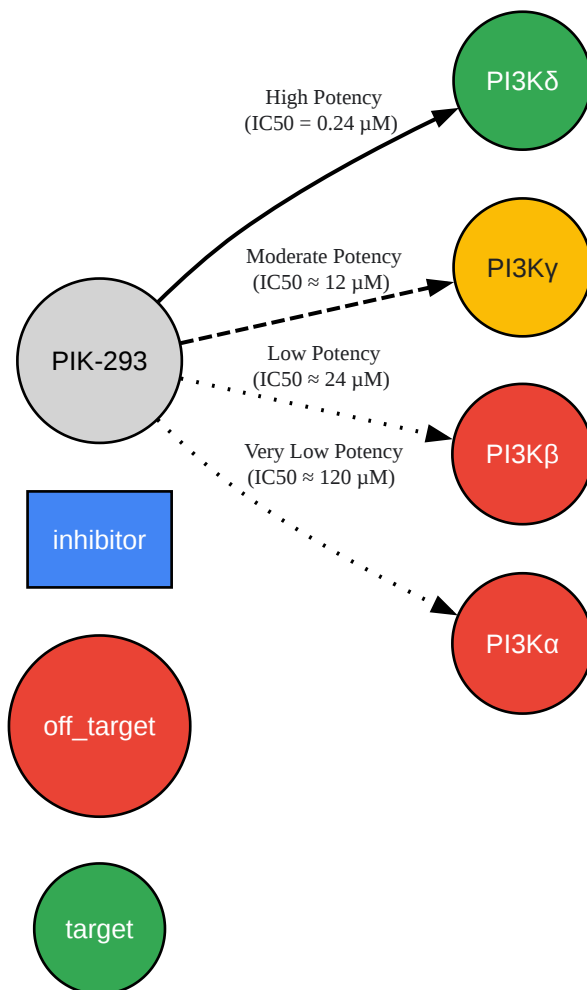 PI3Kδ
High Potency
(IC50 = 0.24 µM)
Moderate Potency
(IC50 ≈ 12 µM)
PI3Kγ
PIK-293
Low Potency
(IC50 ≈ 24 µM)
Very Low Potency
(IC50 ≈ 120 µM)
PI3Kβ
inhibitor
PI3Kα
off_target
target